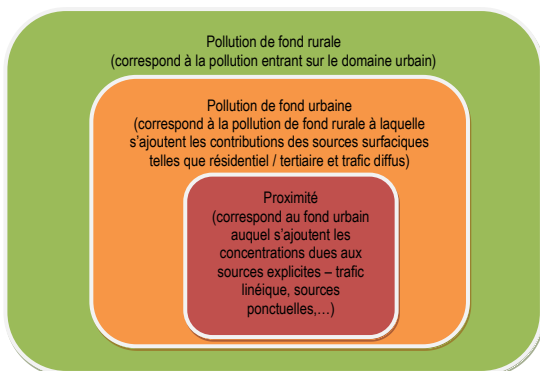 Pollution de fond rurale
(correspond à la pollution entrant sur le domaine urbain)
Pollution de fond urbaine
(correspond à la pollution de fond rurale à laquelle
s'ajoutent les contributions des sources surfaciques
telles que résidentiel / tertiaire et trafic diffus)
Proximité
(correspond au fond urbain
auquel s'ajoutent les
concentrations dues aux
sources explicites – trafic
linéique, sources
ponctuelles,…)